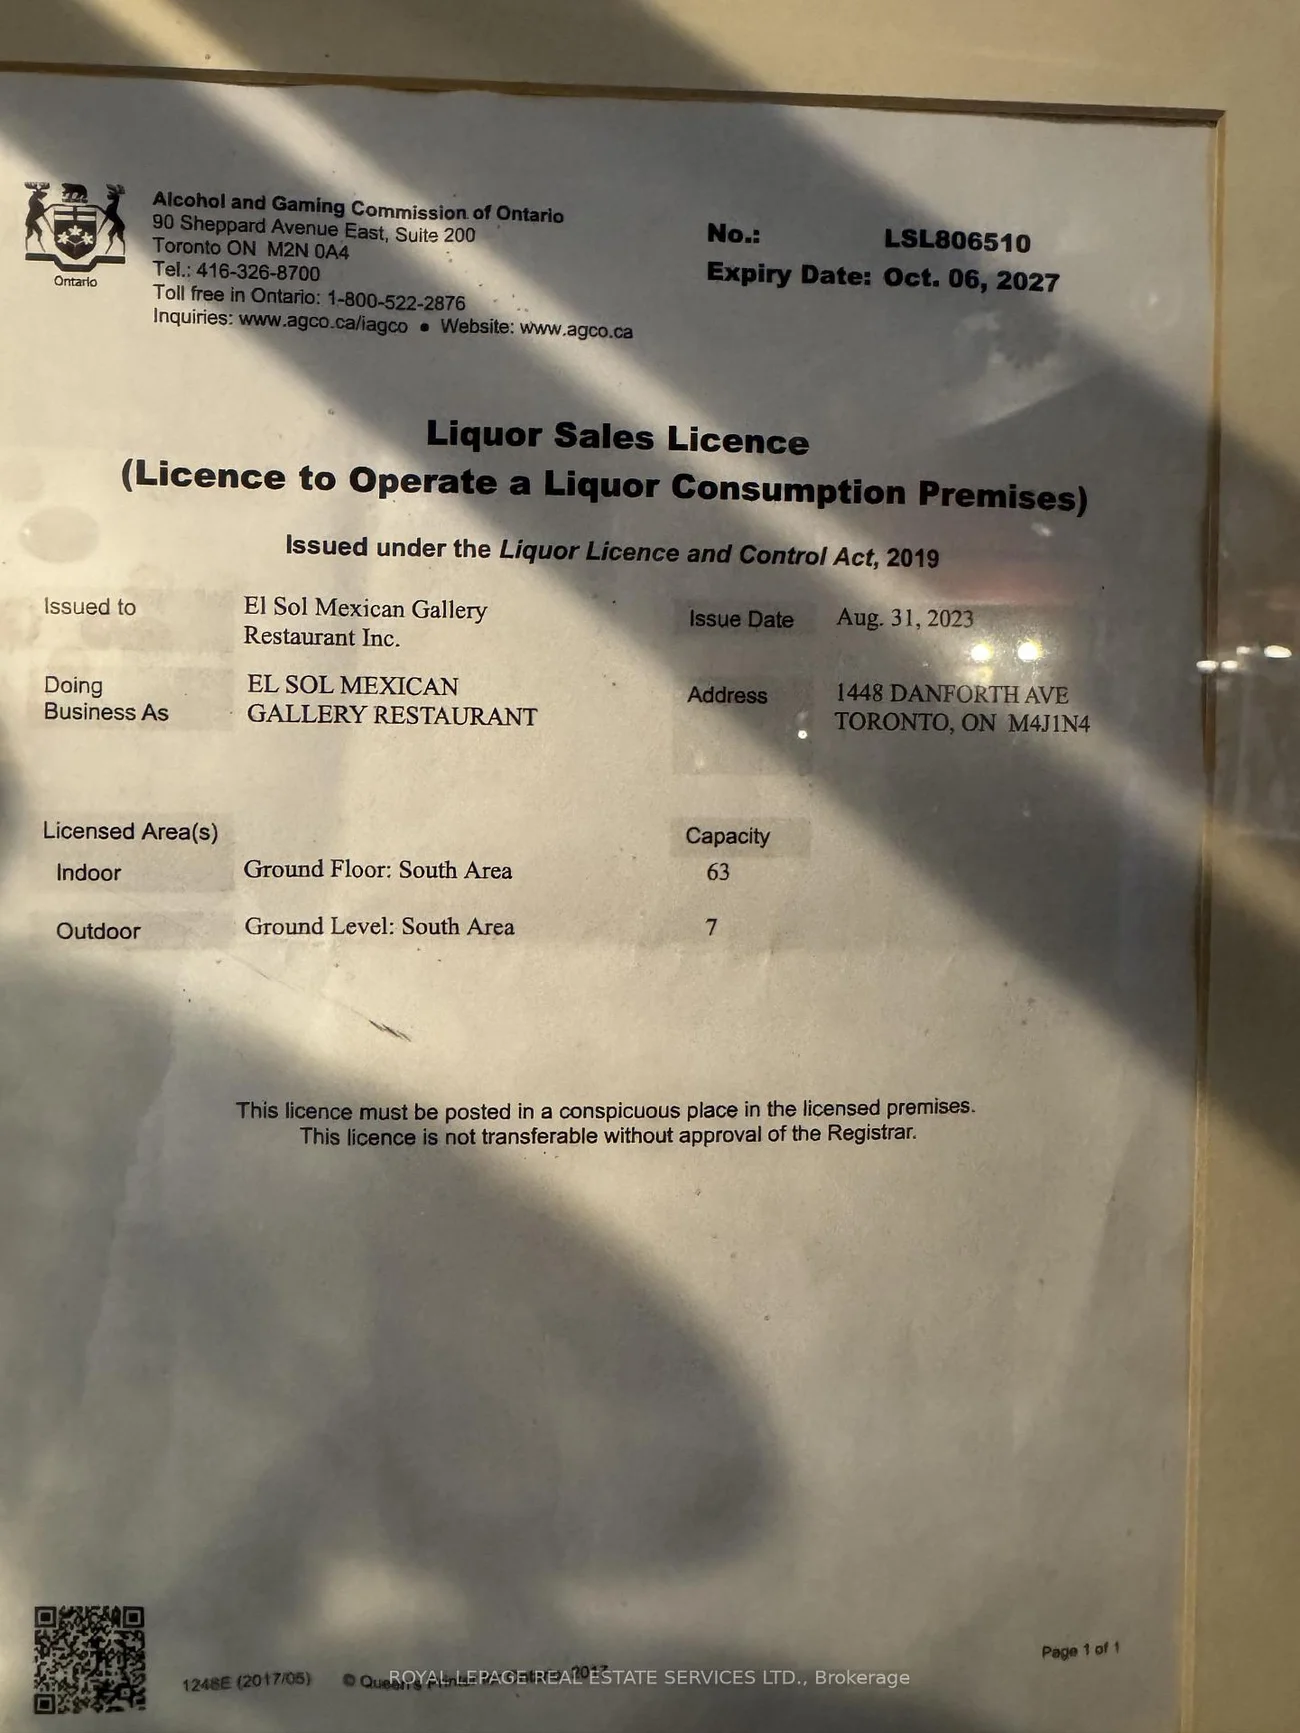 Alcohol and Gaming Commission of Ontario
90 Sheppard Avenue East, Suite 200
Toronto ON M2N 0A4
Tel.: 416-326-8700
Toll free in Ontario: 1-800-522-2876
Inquiries: www.agco.ca/iagco • Website: www.agco.ca
Ontario
No.: LSL806510
Expiry Date: Oct. 06, 2027
Liquor Sales Licence
(Licence to Operate a Liquor Consumption Premises)
Issued under the Liquor Licence and Control Act, 2019
Issued to El Sol Mexican Gallery
Restaurant Inc.
Issue Date Aug. 31, 2023
Doing EL SOL MEXICAN
Business As GALLERY RESTAURANT
Address 1448 DANFORTH AVE
TORONTO, ON M4J1N4
Licensed Area(s) Capacity
Indoor Ground Floor: South Area 63
Outdoor Ground Level: South Area 7
This licence must be posted in a conspicuous place in the licensed premises.
This licence is not transferable without approval of the Registrar.
Page 1 of 1
1248E (2017/05) © Queen's Printer 2017
ROYAL LEPAGE REAL ESTATE SERVICES LTD., Brokerage